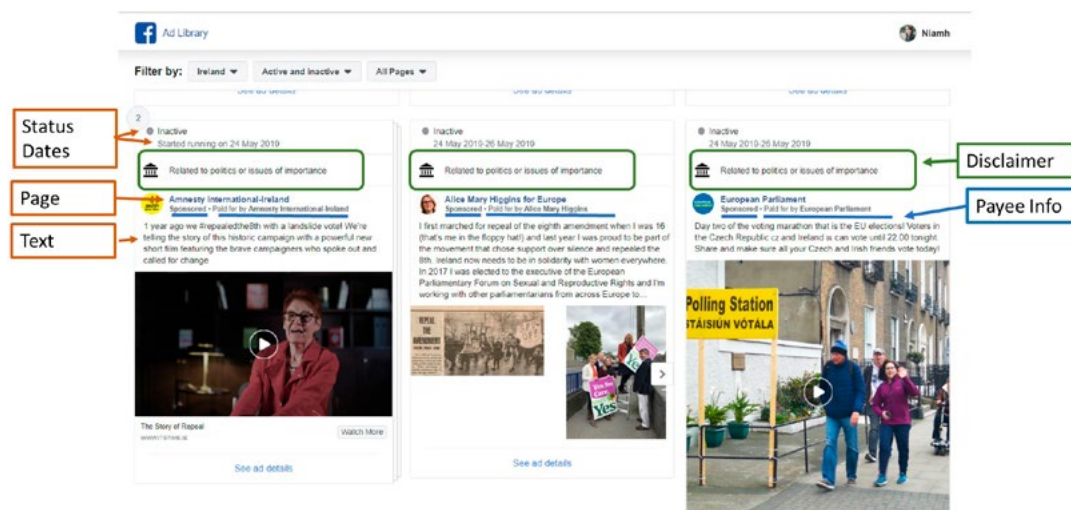 Ad Library
Niamh
Filter by:
Ireland
Active and inactive
All Pages
See ad details
See ad details
See ad details
Status
Dates
Page
Text
2
Inactive
Started running on 24 May 2019
Related to politics or issues of importance
Amnesty International-Ireland
Sponsored • Paid for by Amnesty International-Ireland
1 year ago we #repealedthe8th with a landslide vote! We're
telling the story of this historic campaign with a powerful new
short film featuring the brave campaigners who spoke out and
called for change
The Story of Repeal
Watch More
See ad details
Inactive
24 May 2019-26 May 2019
Related to politics or issues of importance
Alice Mary Higgins for Europe
Sponsored • Paid for by Alice Mary Higgins
I first marched for repeal of the eighth amendment when I was 16
(that's me in the floppy hat!) and last year I was proud to be part of
the movement that chose support over silence and repealed the
8th. Ireland now needs to be in solidarity with women everywhere.
In 2017 I was elected to the executive of the European
Parliamentary Forum on Sexual and Reproductive Rights and I'm
working with other parliamentarians from across Europe to...
REPEAL
THE
AMENDMENT
Yes
Yes
See ad details
Inactive
24 May 2019-26 May 2019
Related to politics or issues of importance
European Parliament
Sponsored • Paid for by European Parliament
Day two of the voting marathon that is the EU elections! Voters in
the Czech Republic cz and Ireland ie can vote until 22.00 tonight.
Share and make sure all your Czech and Irish friends vote today!
Polling Station
STÁISIÚN VÓTÁLA
Disclaimer
Payee Info